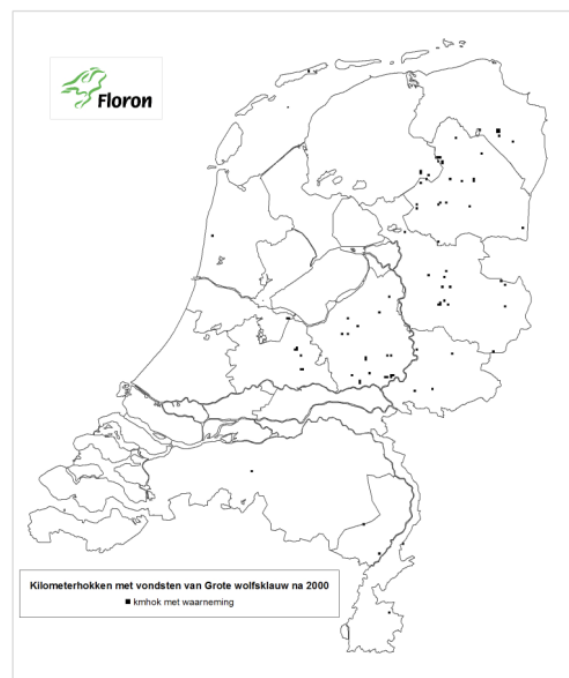 Floron
Kilometerhokken met vondsten van Grote wolfsklauw na 2000
kmhok met waarneming